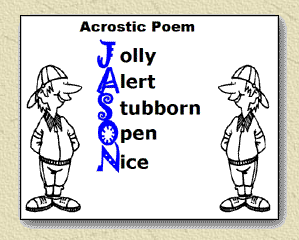 Acrostic Poem
Jolly
Alert
Stubborn
Open
Nice